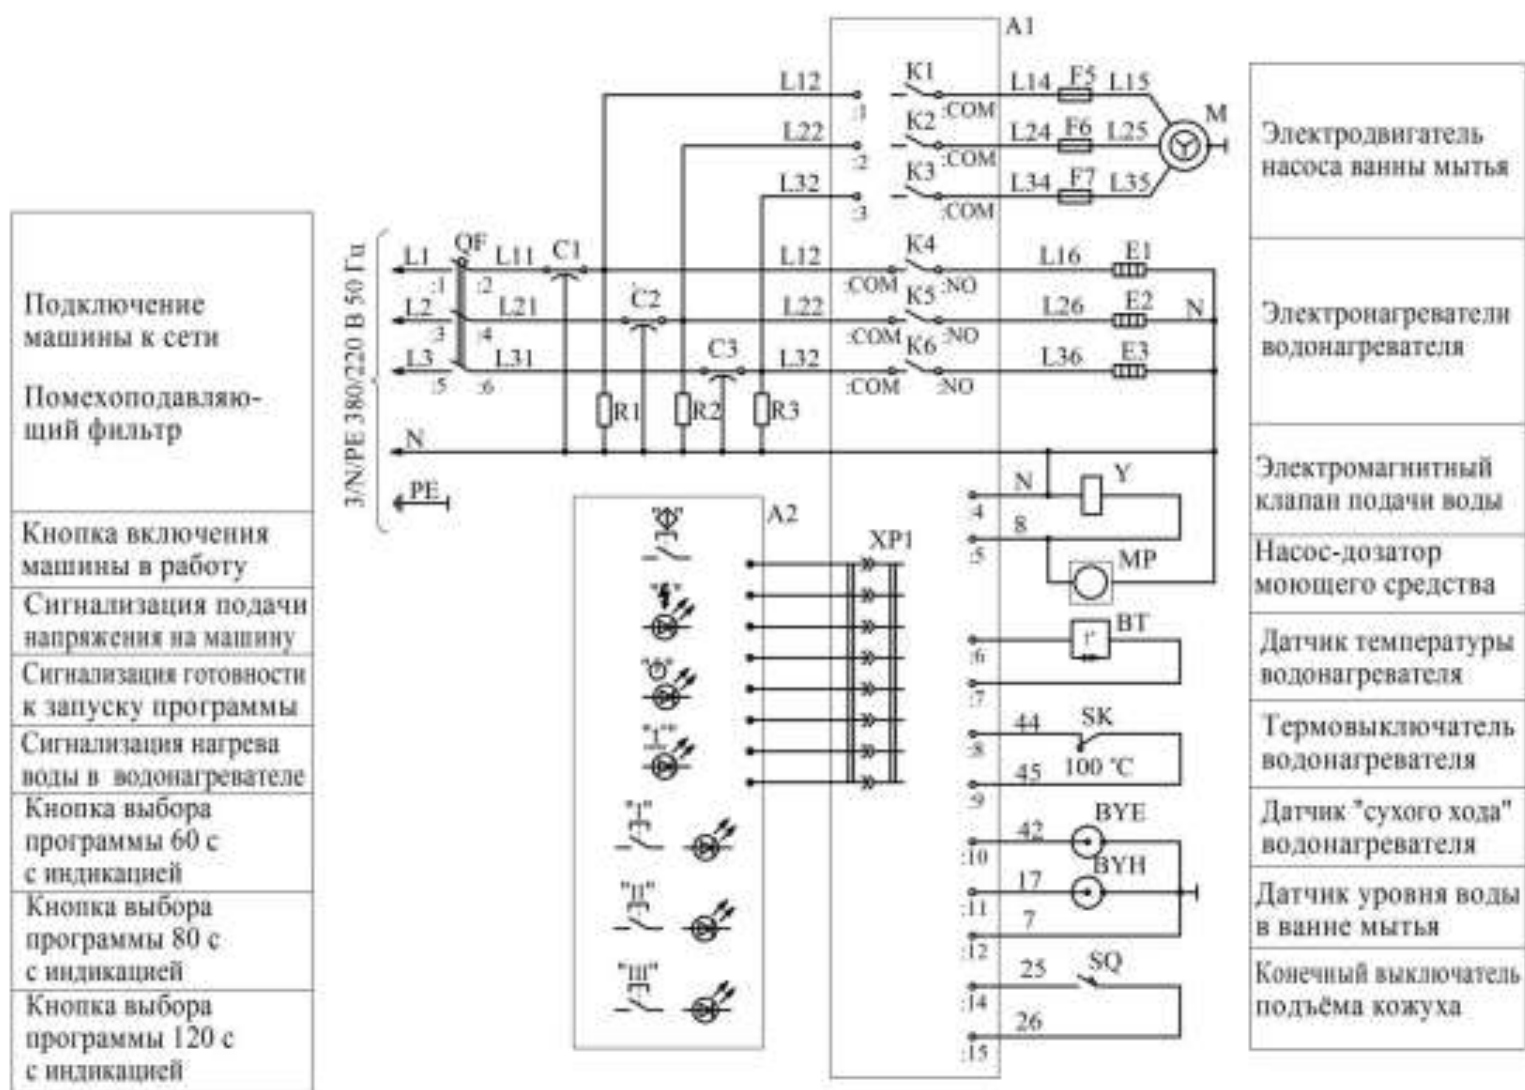 A1
K1
L12
L14
F5
L15
:1
:COM
M
K2
L22
L24
F6
L25
:2
:COM
K3
L32
L34
F7
L35
:3
:COM
Электродвигатель
насоса ванны мытья
3/N/PE 380/220 В 50 Гц
L1
QF
L11
C1
L12
K4
L16
E1
:1
:2
:COM
:NO
L2
L21
C2
L22
K5
L26
E2
N
:3
:4
:COM
:NO
L3
L31
C3
L32
K6
L36
E3
:5
:6
:COM
:NO
R1
R2
R3
N
PE
Подключение
машины к сети
Помехоподавляю-
щий фильтр
Электронагреватели
водонагревателя
Электромагнитный
клапан подачи воды
Насос-дозатор
моющего средства
Датчик температуры
водонагревателя
Термовыключатель
водонагревателя
Датчик "сухого хода"
водонагревателя
Датчик уровня воды
в ванне мытья
Конечный выключатель
подъёма кожуха
Кнопка включения
машины в работу
Сигнализация подачи
напряжения на машину
Сигнализация готовности
к запуску программы
Сигнализация нагрева
воды в водонагревателе
Кнопка выбора
программы 60 с
с индикацией
Кнопка выбора
программы 80 с
с индикацией
Кнопка выбора
программы 120 с
с индикацией
A2
"I"
"II"
"III"
XP1
N
Y
:4
8
:5
MP
BT
t°
:6
:7
44
SK
:8
100 °C
45
:9
42
BYE
:10
17
BYH
:11
7
:12
25
SQ
:14
26
:15